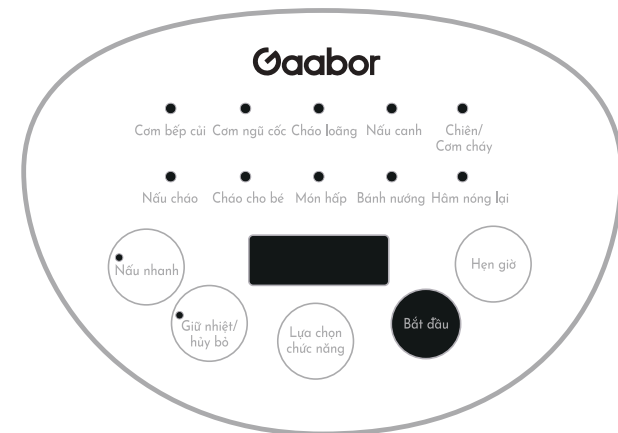 Gaabor
Cơm bếp củi Cơm ngũ cốc Cháo loãng Nấu canh Chiên/
Cơm cháy
Nấu cháo Cháo cho bé Món hấp Bánh nướng Hâm nóng lại
Nấu nhanh
Hẹn giờ
Giữ nhiệt/
hủy bỏ
Lựa chọn
chức năng
Bắt đầu